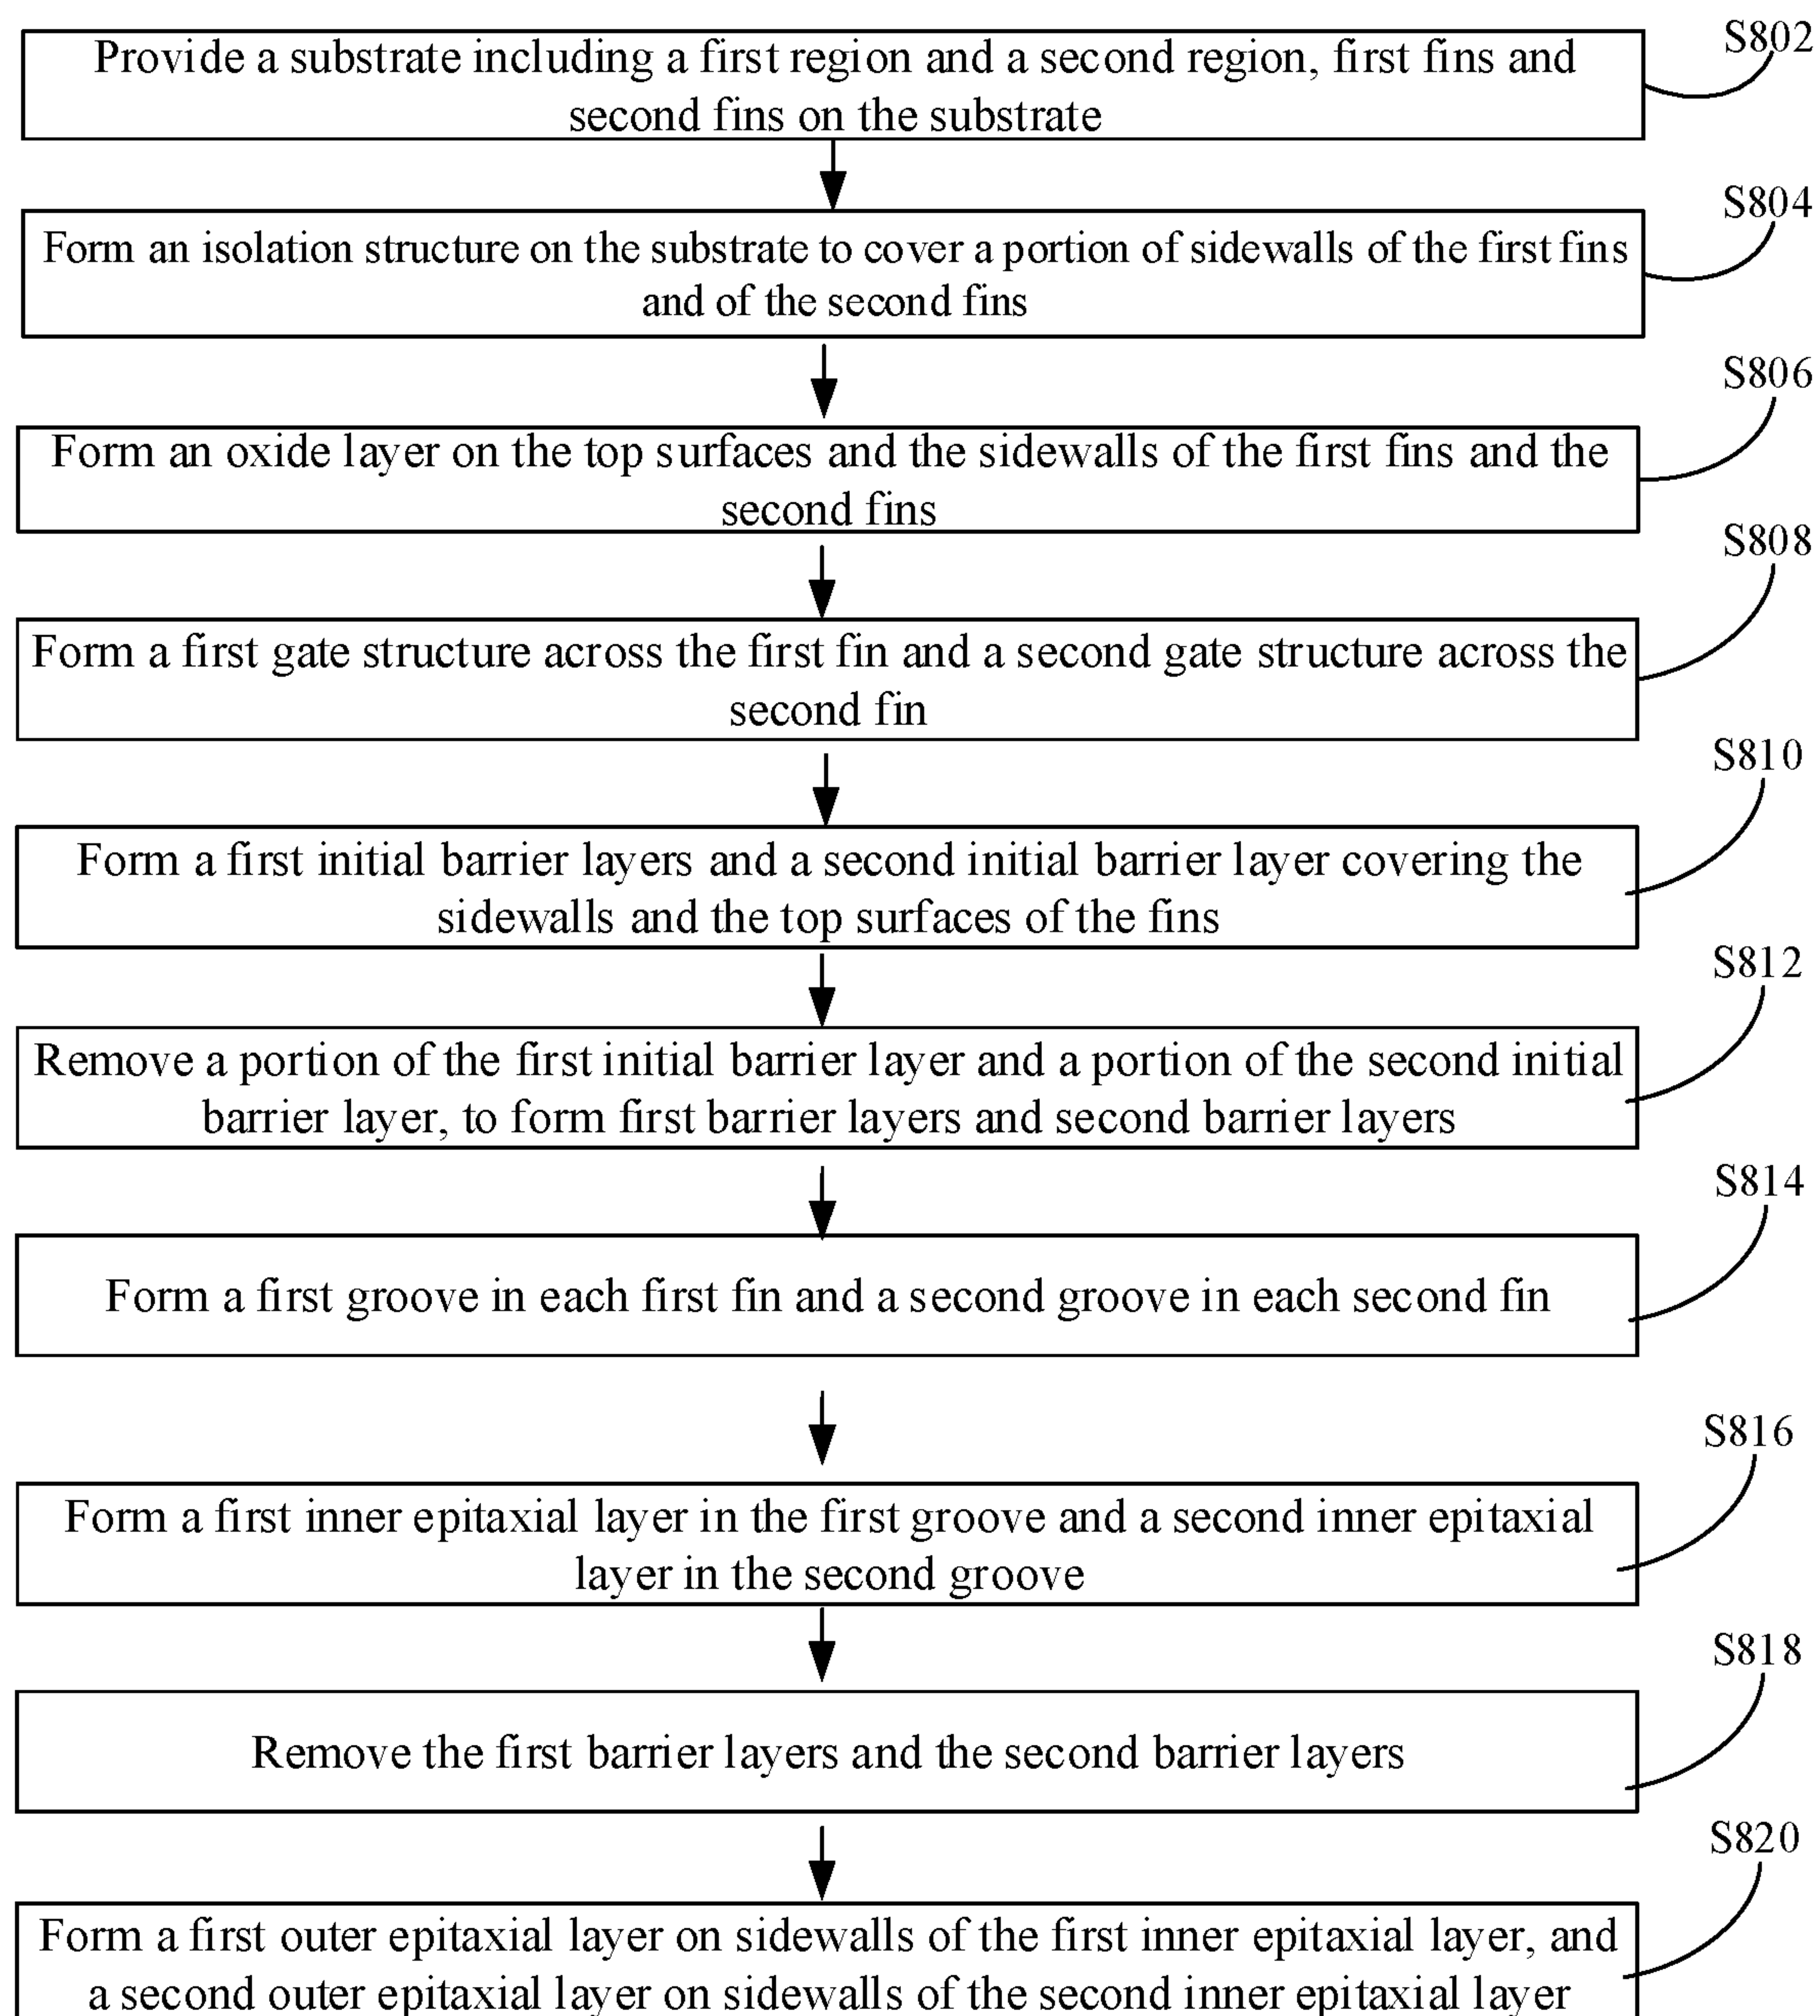 Provide a substrate including a first region and a second region, first fins and
second fins on the substrate
S802
Form an isolation structure on the substrate to cover a portion of sidewalls of the first fins
and of the second fins
S804
Form an oxide layer on the top surfaces and the sidewalls of the first fins and the
second fins
S806
Form a first gate structure across the first fin and a second gate structure across the
second fin
S808
Form a first initial barrier layers and a second initial barrier layer covering the
sidewalls and the top surfaces of the fins
S810
Remove a portion of the first initial barrier layer and a portion of the second initial
barrier layer, to form first barrier layers and second barrier layers
S812
Form a first groove in each first fin and a second groove in each second fin
S814
Form a first inner epitaxial layer in the first groove and a second inner epitaxial
layer in the second groove
S816
Remove the first barrier layers and the second barrier layers
S818
Form a first outer epitaxial layer on sidewalls of the first inner epitaxial layer, and
a second outer epitaxial layer on sidewalls of the second inner epitaxial layer
S820